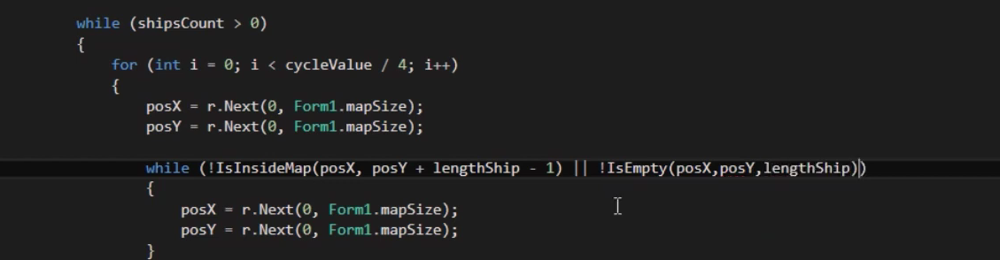 while (shipsCount > 0)
{
for (int i = 0; i < cycleValue / 4; i++)
{
posX = r.Next(0, Form1.mapSize);
posY = r.Next(0, Form1.mapSize);
while (!IsInsideMap(posX, posY + lengthShip - 1) || !IsEmpty(posX,posY,lengthShip))
{
posX = r.Next(0, Form1.mapSize);
posY = r.Next(0, Form1.mapSize);
}